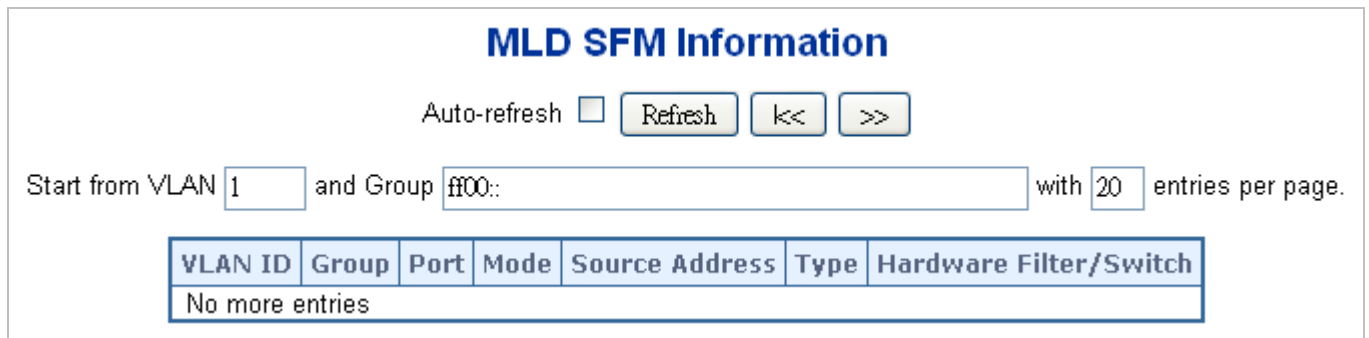 MLD SFM Information
Auto-refresh Refresh |<< >>
Start from VLAN 1 and Group ff00:: with 20 entries per page.
VLAN ID Group Port Mode Source Address Type Hardware Filter/Switch
No more entries